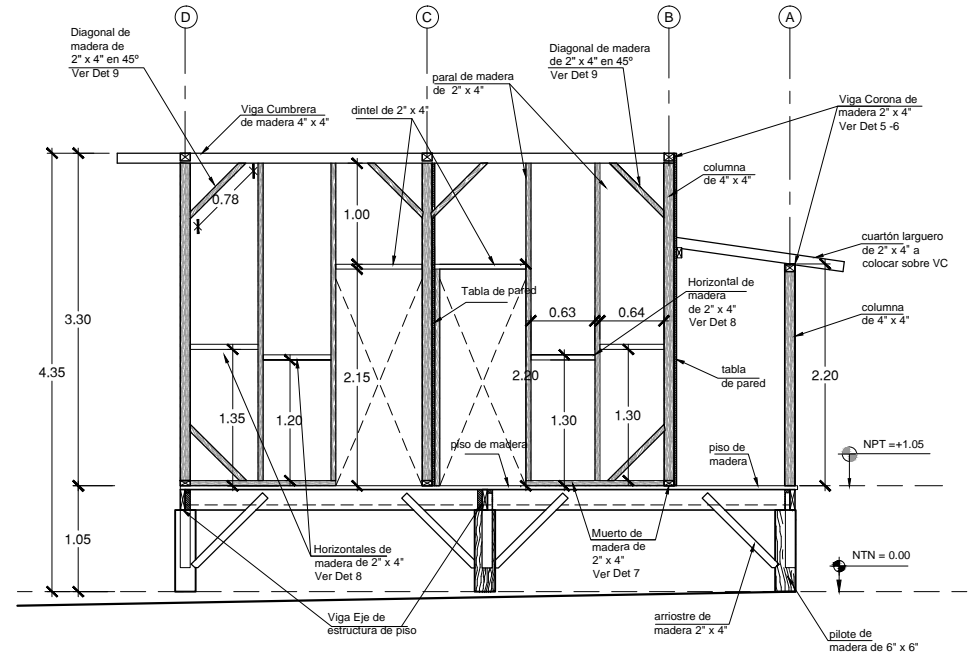 D
C
B
A
Diagonal de
madera de
2" x 4" en 45º
Ver Det 9
Viga Cumbrera
de madera 4" x 4"
dintel de 2" x 4"
paral de madera
de 2" x 4"
Diagonal de madera
de 2" x 4" en 45º
Ver Det 9
Viga Corona de
madera 2" x 4"
Ver Det 5 -6
columna
de 4" x 4"
cuartón larguero
de 2" x 4" a
colocar sobre VC
0.78
1.00
Tabla de pared
Horizontal de
madera
de 2" x 4"
Ver Det 8
columna
de 4" x 4"
0.63
0.64
3.30
4.35
2.15
2.20
tabla
de pared
2.20
1.35
1.20
1.30
1.30
piso de madera
piso de
madera
NPT =+1.05
1.05
Horizontales de
madera de 2" x 4"
Ver Det 8
Muerto de
madera de
2" x 4"
Ver Det 7
NTN = 0.00
Viga Eje de
estructura de piso
arriostre de
madera 2" x 4"
pilote de
madera de 6" x 6"